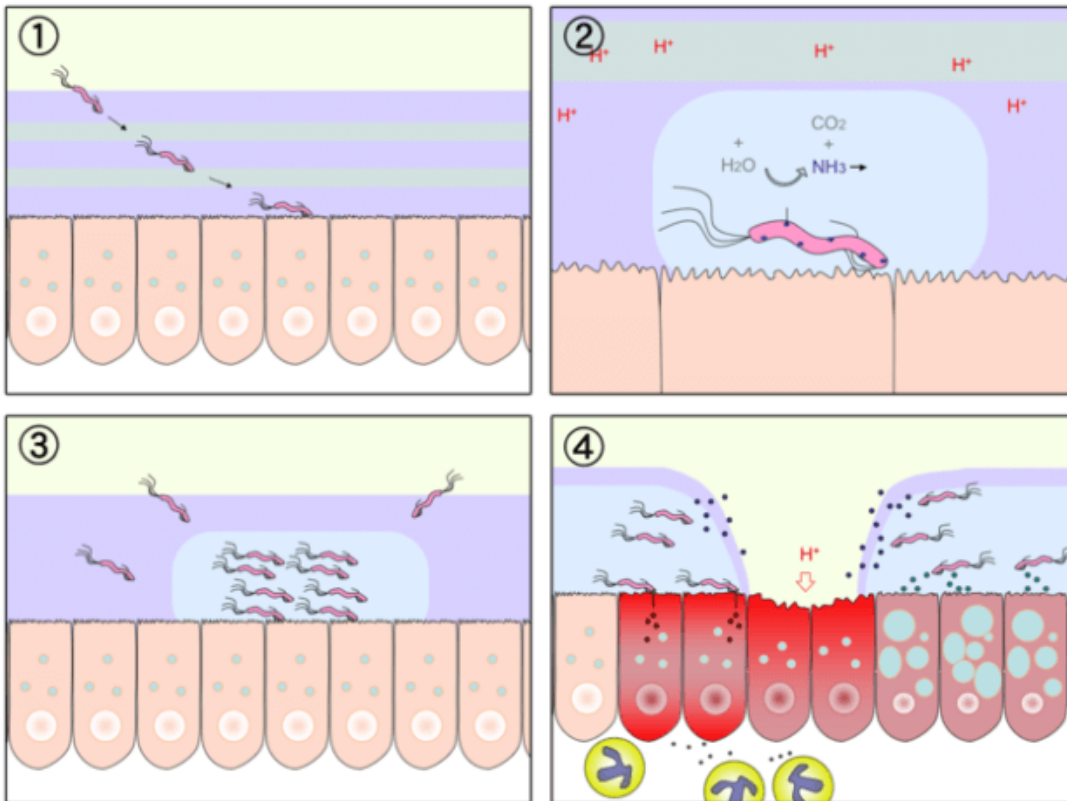 ①
②
H⁺ H⁺ H⁺ H⁺
H⁺ H⁺
CO₂
+ +
H₂O NH₃
③
④
H⁺